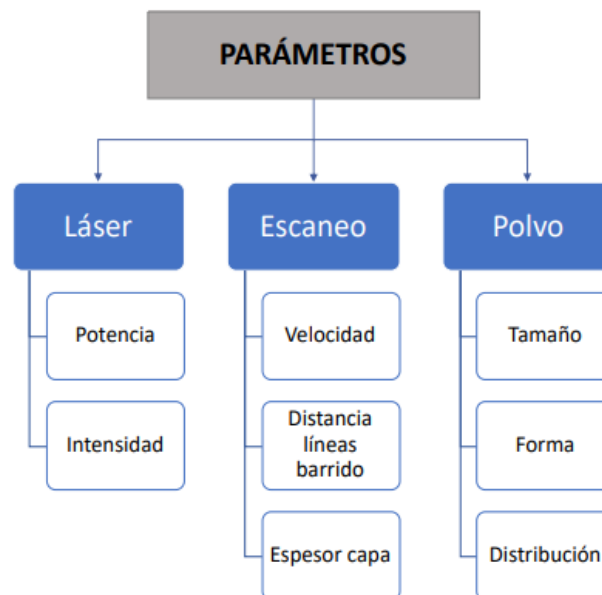 PARÁMETROS
Láser
Potencia
Intensidad
Escaneo
Velocidad
Distancia
líneas
barrido
Espesor capa
Polvo
Tamaño
Forma
Distribución